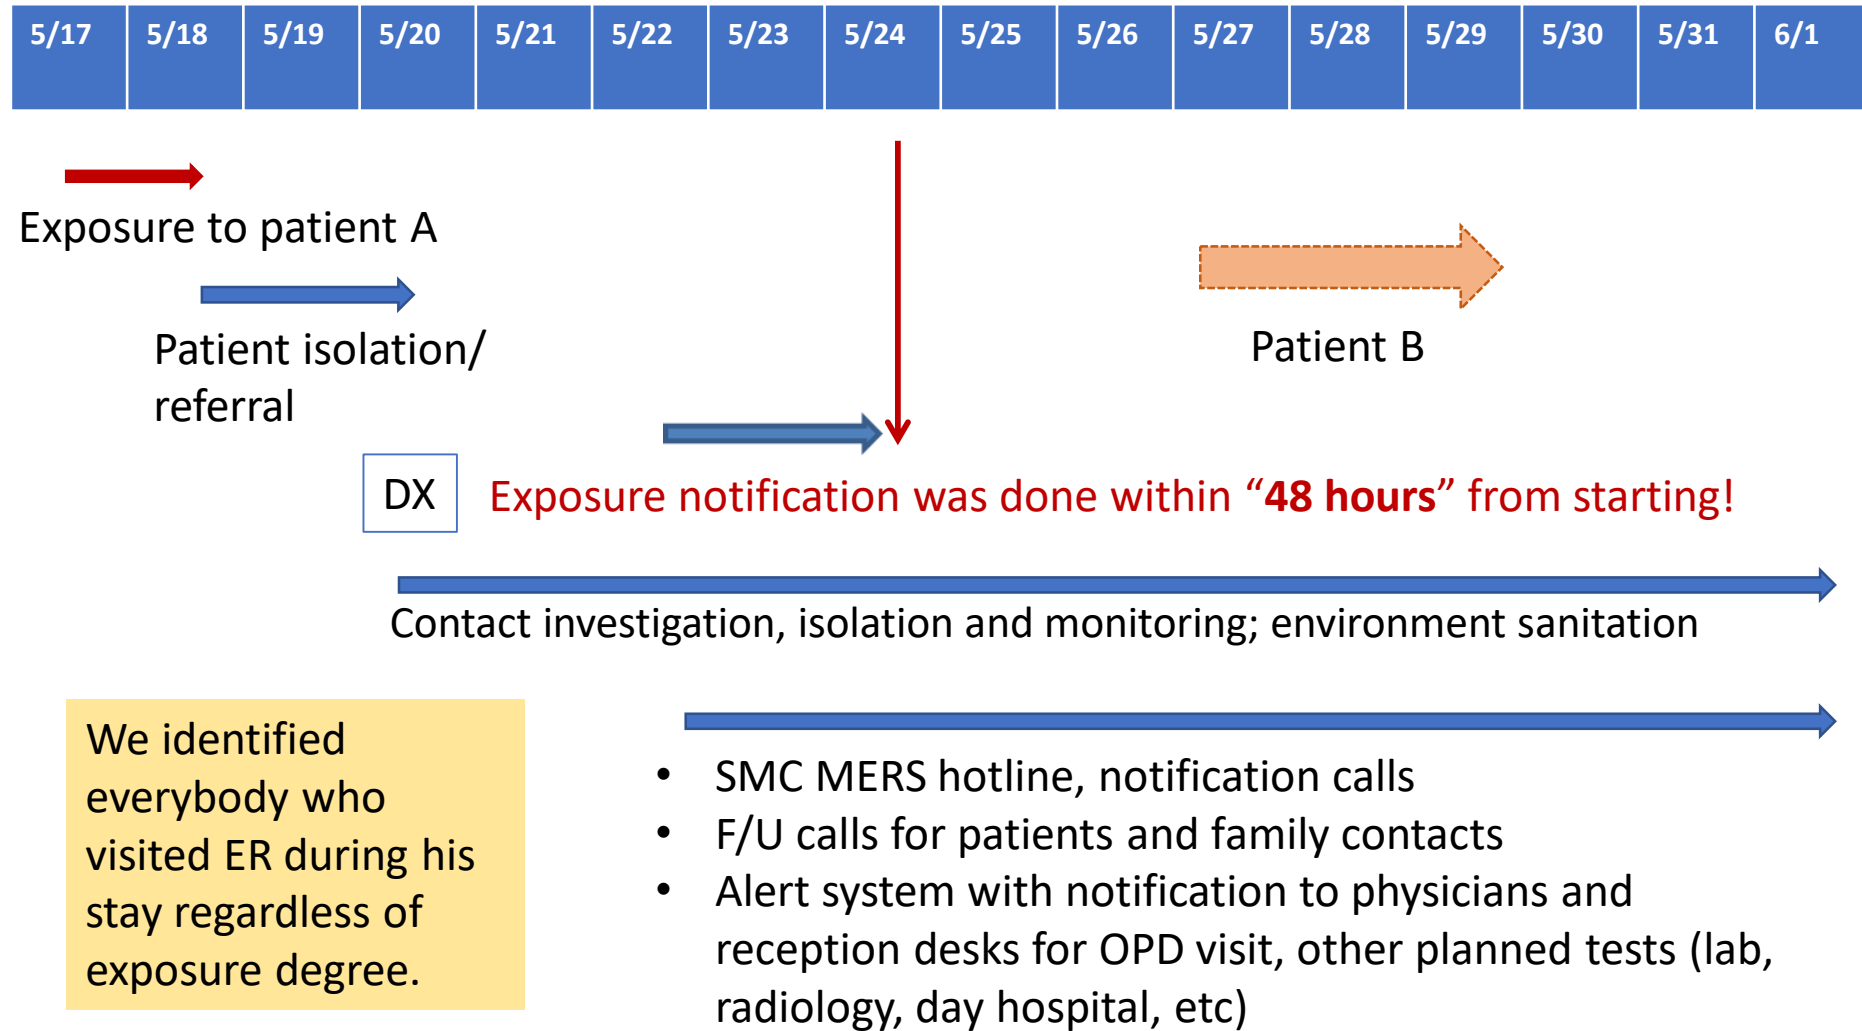 5/17 5/18 5/19 5/20 5/21 5/22 5/23 5/24 5/25 5/26 5/27 5/28 5/29 5/30 5/31 6/1
Exposure to patient A
Patient isolation/
referral
Patient B
DX
Exposure notification was done within “48 hours” from starting!
Contact investigation, isolation and monitoring; environment sanitation
We identified
everybody who
visited ER during his
stay regardless of
exposure degree.
• SMC MERS hotline, notification calls
• F/U calls for patients and family contacts
• Alert system with notification to physicians and
reception desks for OPD visit, other planned tests (lab,
radiology, day hospital, etc)